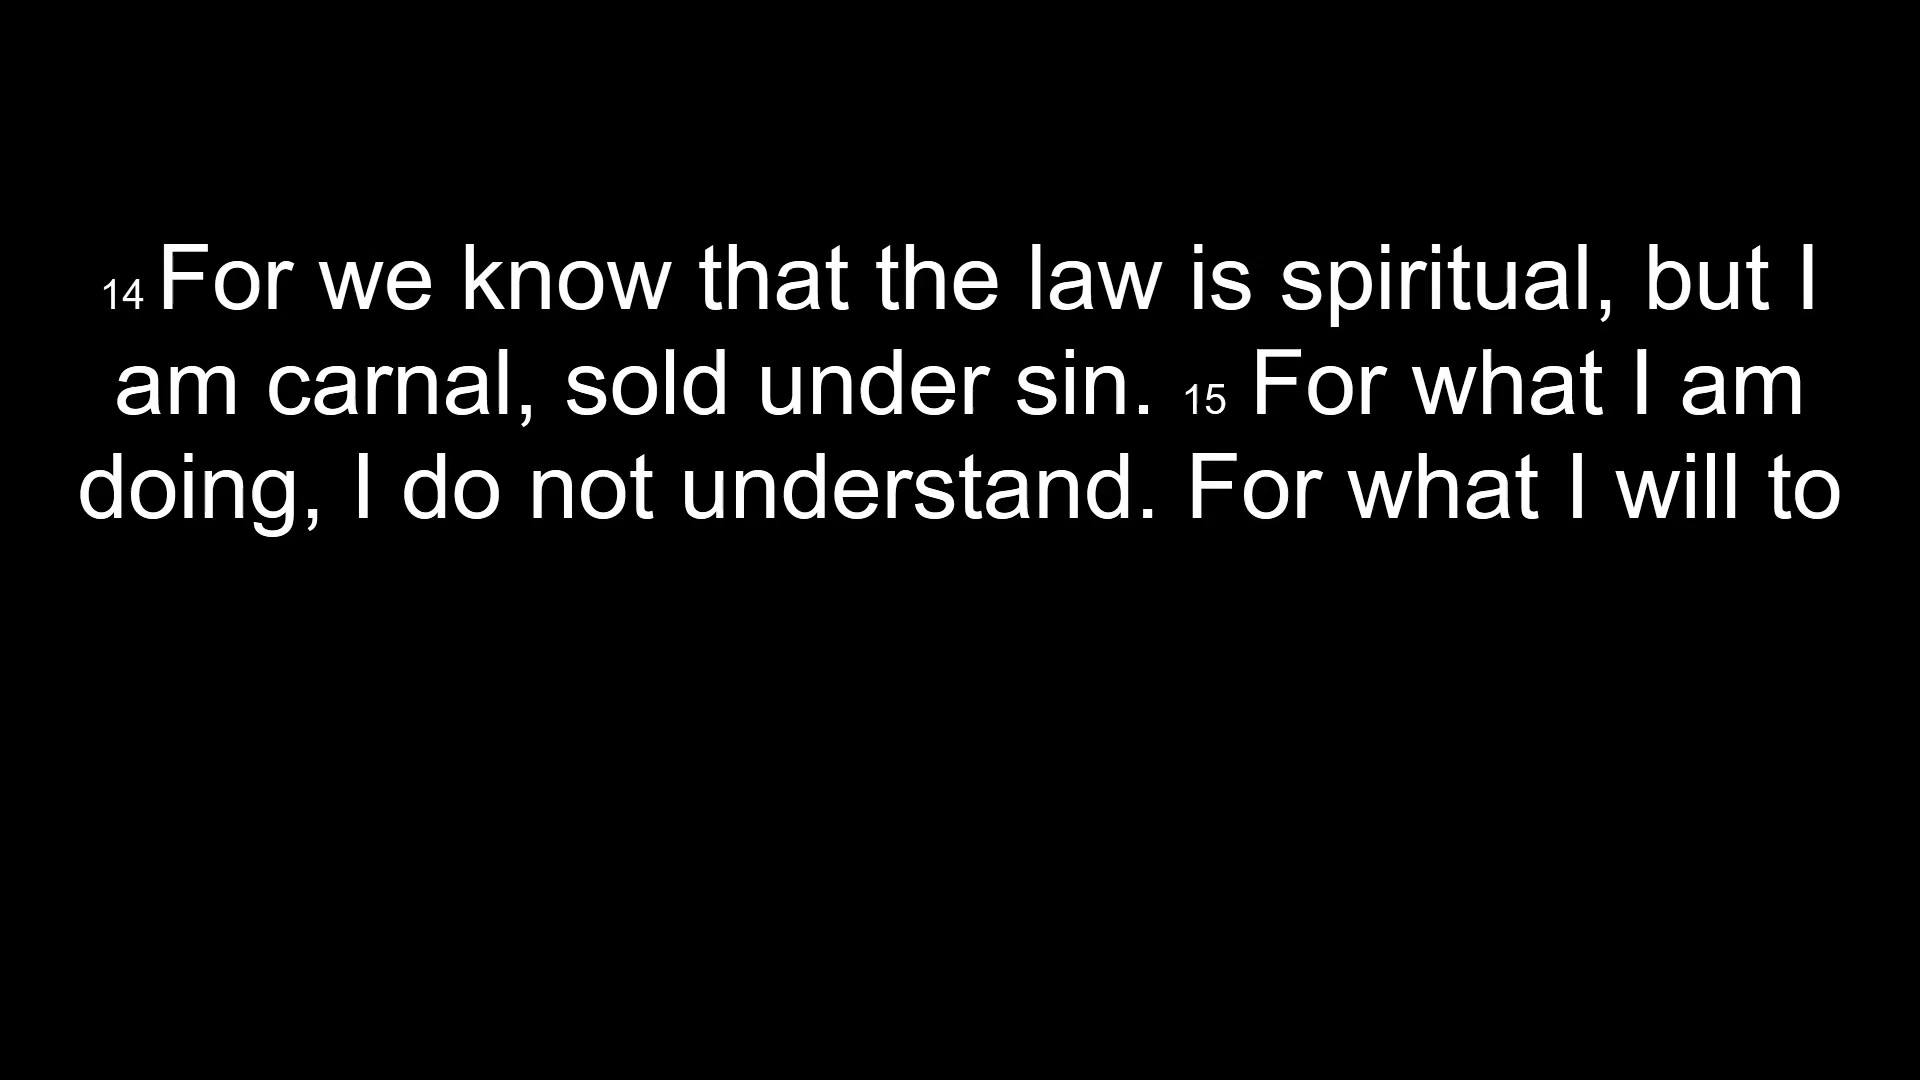 14 For we know that the law is spiritual, but I
am carnal, sold under sin. 15 For what I am
doing, I do not understand. For what I will to